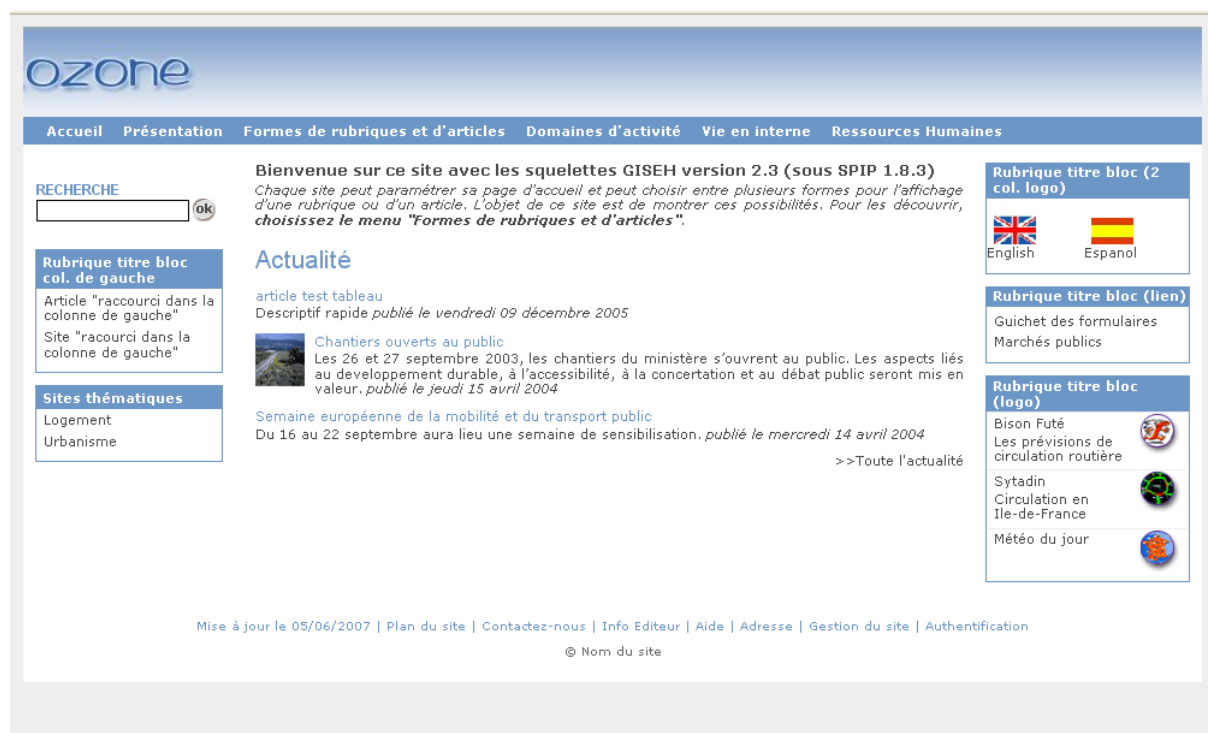 ozone
Accueil Présentation Formes de rubriques et d'articles Domaines d'activité Vie en interne Ressources Humaines
RECHERCHE
ok
Rubrique titre bloc
col. de gauche
Article "raccourci dans la
colonne de gauche"
Site "racourci dans la
colonne de gauche"
Sites thématiques
Logement
Urbanisme
Bienvenue sur ce site avec les squelettes GISEH version 2.3 (sous SPIP 1.8.3)
Chaque site peut paramétrer sa page d'accueil et peut choisir entre plusieurs formes pour l'affichage
d'une rubrique ou d'un article. L'objet de ce site est de montrer ces possibilités. Pour les découvrir,
choisissez le menu "Formes de rubriques et d'articles".
Actualité
article test tableau
Descriptif rapide publié le vendredi 09 décembre 2005
Chantiers ouverts au public
Les 26 et 27 septembre 2003, les chantiers du ministère s'ouvrent au public. Les aspects liés
au developpement durable, à l'accessibilité, à la concertation et au débat public seront mis en
valeur. publié le jeudi 15 avril 2004
Semaine européenne de la mobilité et du transport public
Du 16 au 22 septembre aura lieu une semaine de sensibilisation. publié le mercredi 14 avril 2004
>>Toute l'actualité
Rubrique titre bloc (2
col. logo)
English Espanol
Rubrique titre bloc (lien)
Guichet des formulaires
Marchés publics
Rubrique titre bloc
(logo)
Bison Futé
Les prévisions de
circulation routière
Sytadin
Circulation en
Ile-de-France
Météo du jour
Mise à jour le 05/06/2007 | Plan du site | Contactez-nous | Info Editeur | Aide | Adresse | Gestion du site | Authentification
© Nom du site